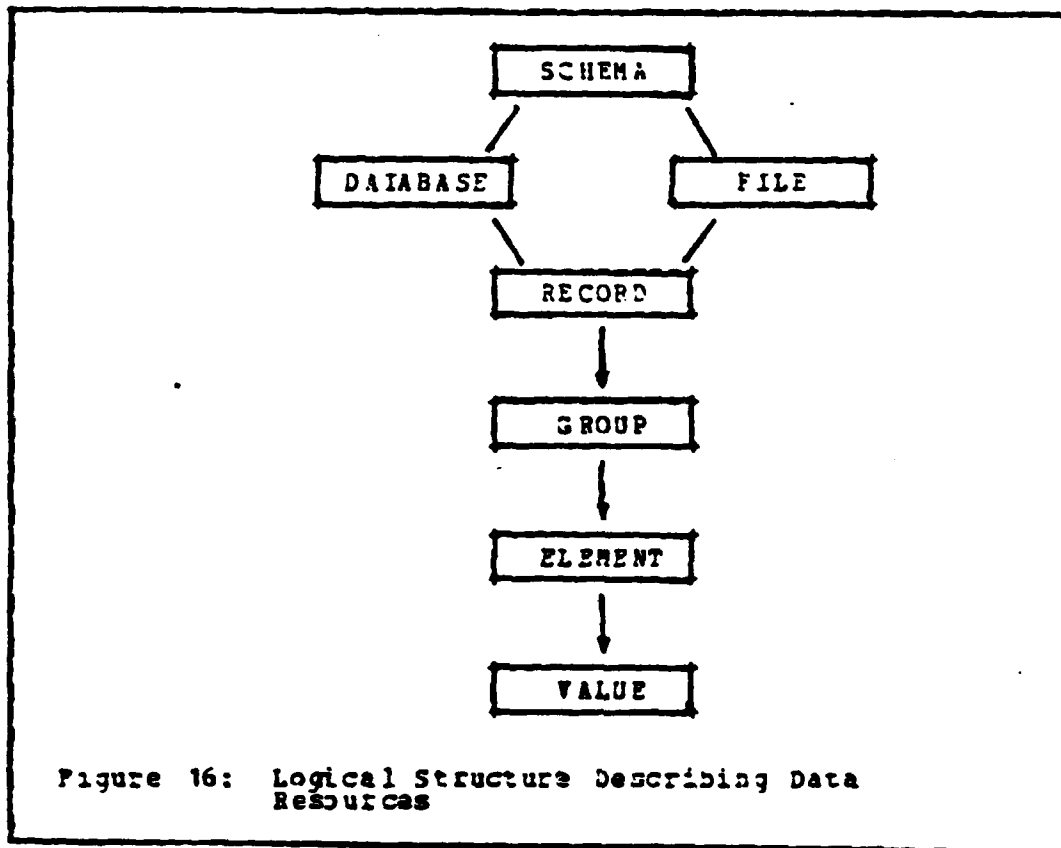 SCHEMA
DATABASE FILE
RECORD
GROUP
ELEMENT
VALUE
Figure 16: Logical Structure Describing Data
Resources